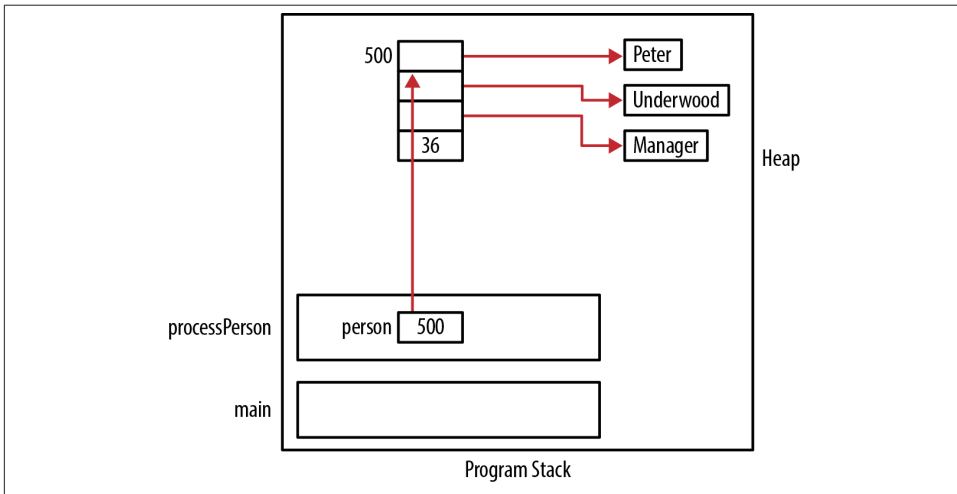 500
Peter
Underwood
Manager
36
Heap
processPerson
person
500
main
Program Stack